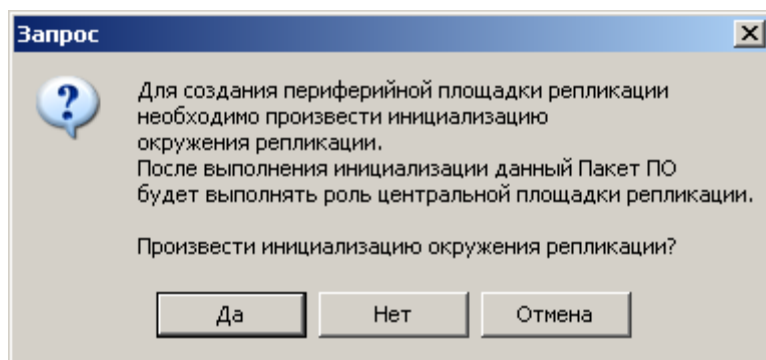 Запрос
Для создания периферийной площадки репликации
необходимо произвести инициализацию
окружения репликации.
После выполнения инициализации данный Пакет ПО
будет выполнять роль центральной площадки репликации.
Произвести инициализацию окружения репликации?
Да
Нет
Отмена